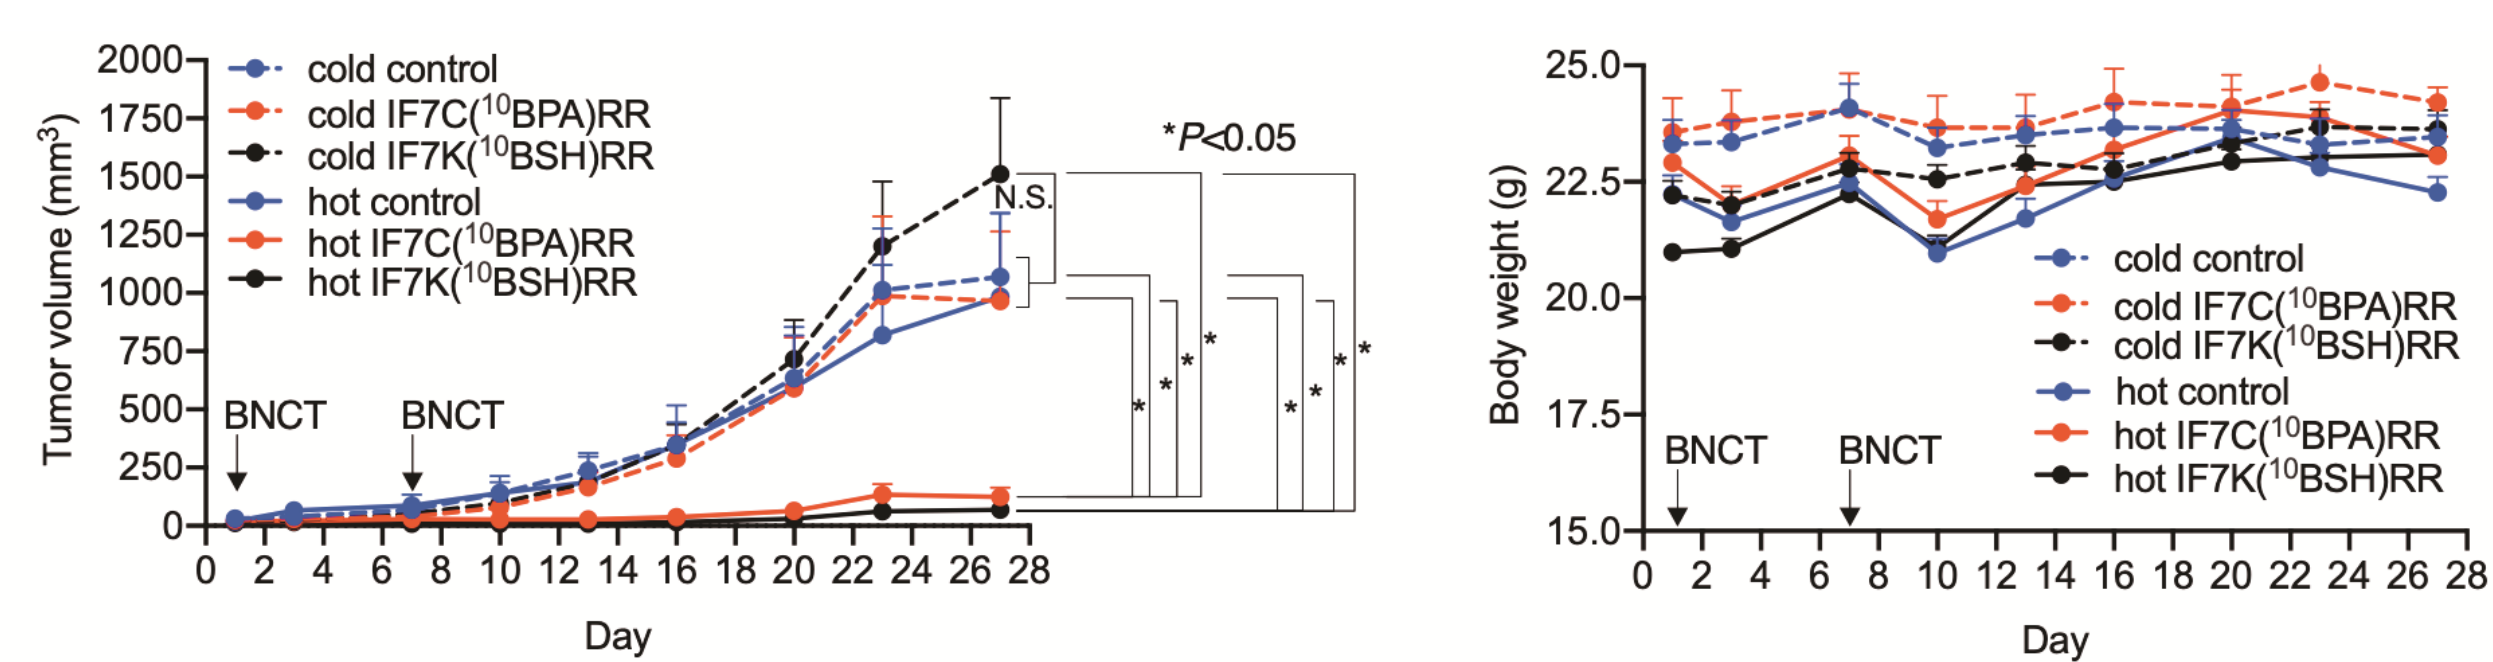 Tumor volume (mm³)
2000
1750
1500
1250
1000
750
500
250
0
cold control
cold IF7C(¹⁰BPA)RR
cold IF7K(¹⁰BSH)RR
hot control
hot IF7C(¹⁰BPA)RR
hot IF7K(¹⁰BSH)RR
BNCT BNCT
N.S.
*P<0.05
* * * * * * * *
0 2 4 6 8 10 12 14 16 18 20 22 24 26 28
Day
Body weight (g)
25.0
22.5
20.0
17.5
15.0
cold control
cold IF7C(¹⁰BPA)RR
cold IF7K(¹⁰BSH)RR
hot control
hot IF7C(¹⁰BPA)RR
hot IF7K(¹⁰BSH)RR
BNCT BNCT
0 2 4 6 8 10 12 14 16 18 20 22 24 26 28
Day